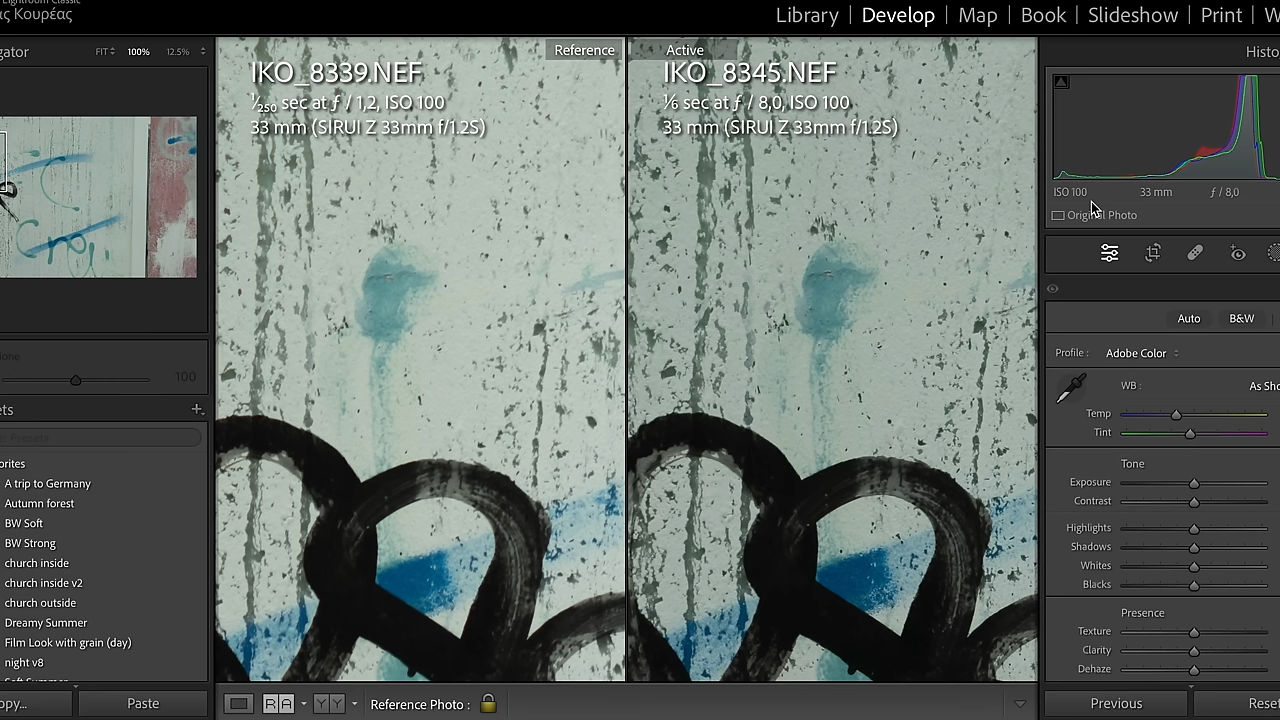 Lightroom Classic
ας Κουρέας
Library | Develop | Map | Book | Slideshow | Print | W
gator
FIT 100% 12.5%
Reference
IKO_8339.NEF
1/250 sec at ƒ / 1,2, ISO 100
33 mm (SIRUI Z 33mm f/1.2S)
Active
IKO_8345.NEF
1/6 sec at ƒ / 8,0, ISO 100
33 mm (SIRUI Z 33mm f/1.2S)
Histo
ISO 100 33 mm ƒ / 8,0
Original Photo
Auto B&W
Profile : Adobe Color
WB : As Sho
Temp
Tint
Tone
Exposure
Contrast
Highlights
Shadows
Whites
Blacks
Presence
Texture
Clarity
Dehaze
Previous Rese
None
100
ets +
Presets
orites
A trip to Germany
Autumn forest
BW Soft
BW Strong
church inside
church inside v2
church outside
Dreamy Summer
Film Look with grain (day)
night v8
Soft Summer
opy... Paste
R A Y Y Reference Photo :